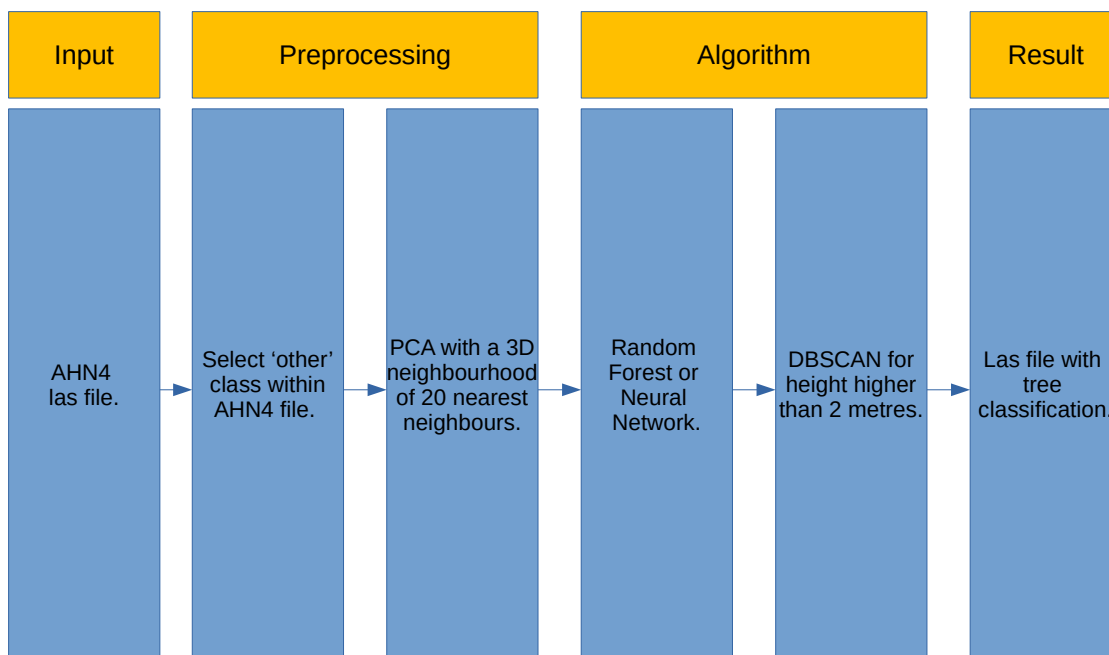 Input
Preprocessing
Algorithm
Result
AHN4
las file.
Select ‘other’
class within
AHN4 file.
PCA with a 3D
neighbourhood
of 20 nearest
neighbours.
Random
Forest or
Neural
Network.
DBSCAN for
height higher
than 2 metres.
Las file with
tree
classification.